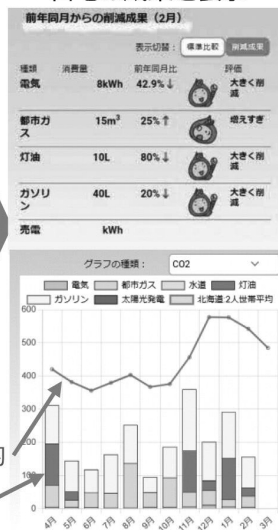 前年同月からの削減成果（2月）
表示切替： 標準比較 削減成果
種類 消費量 前年同月比 評価
電気 8kWh 42.9%↓ 大きく削減
都市ガス 15m³ 25%↑ 増えすぎ
灯油 10L 80%↓ 大きく削減
ガソリン 40L 20%↓ 大きく削減
売電 kWh
グラフの種類： CO2
電気 都市ガス 水道 灯油
ガソリン 太陽光発電 北海道 2人世帯平均
600
500
400
300
200
100
0
4月 5月 6月 7月 8月 9月 10月 11月 12月 1月 2月 3月